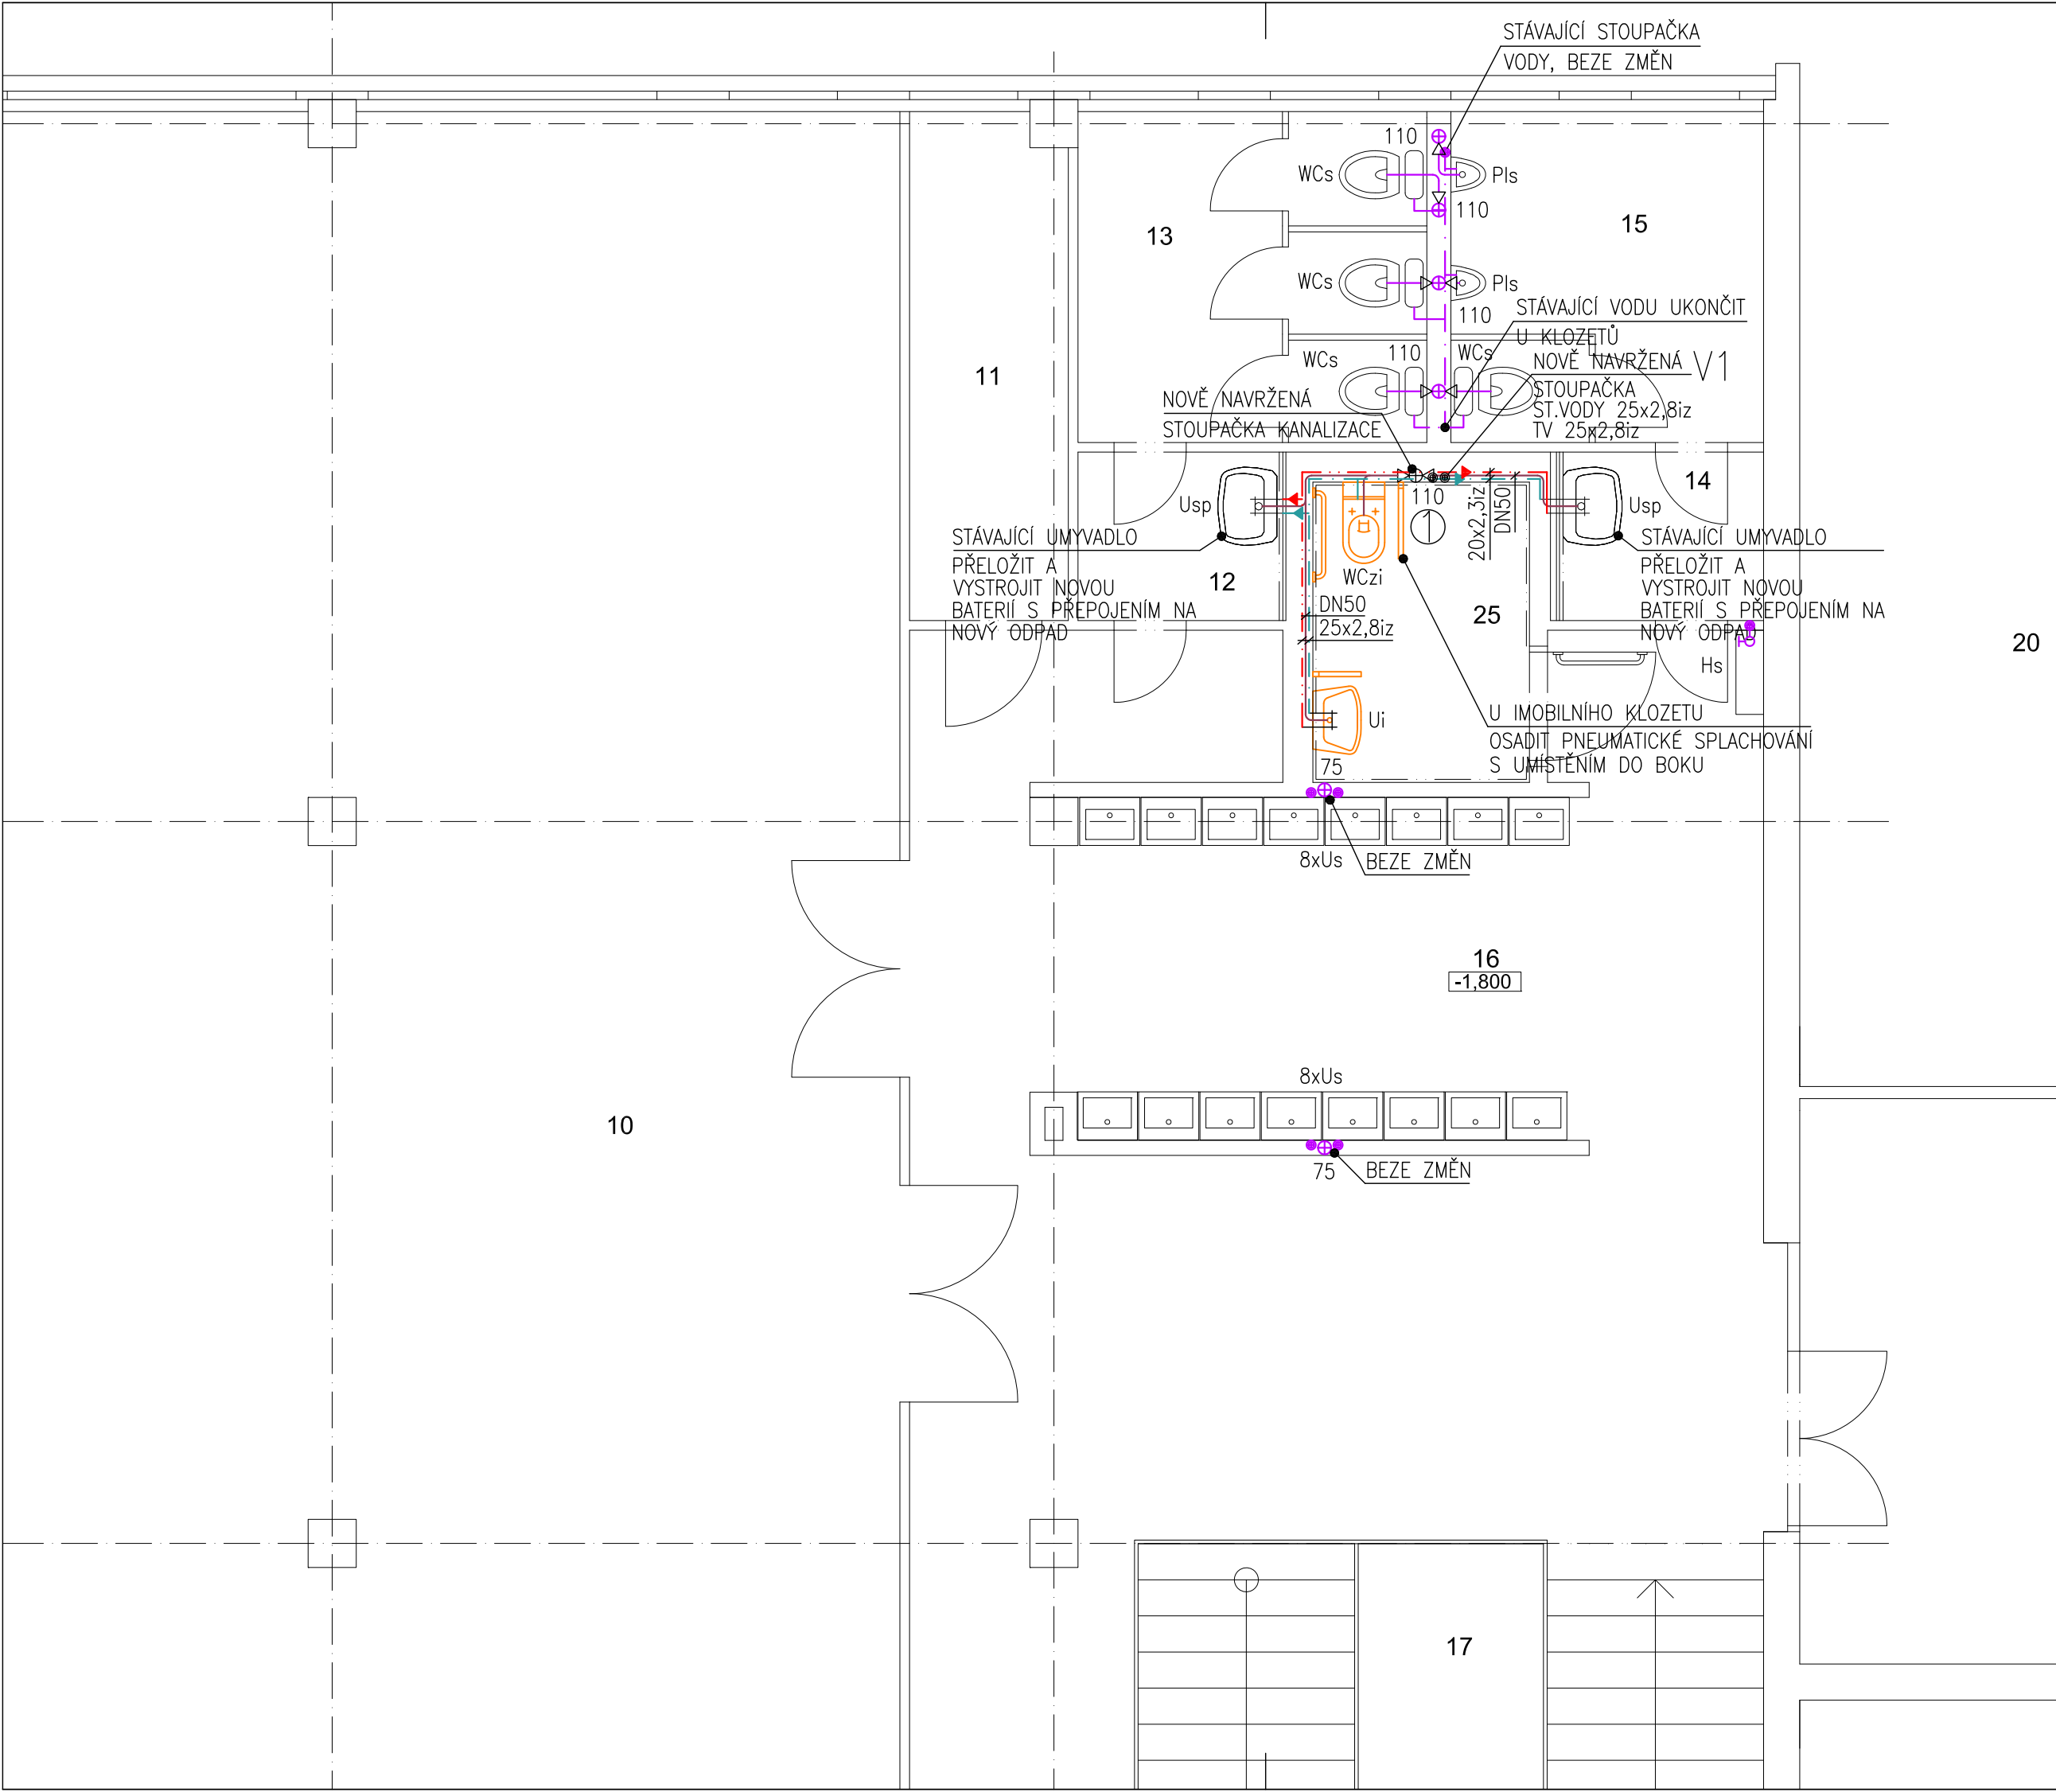 STÁVAJÍCÍ STOUPAČKA
VODY, BEZE ZMĚN
110
WCs
Pls
110
13
15
WCs
Pls
110
STÁVAJÍCÍ VODU UKONČIT
U KLOZETŮ
WCs
110
WCs
NOVĚ NAVRŽENÁ
V1
STOUPAČKA
ST.VODY 25x2,8iz
TV 25x2,8iz
11
NOVĚ NAVRŽENÁ
STOUPAČKA KANALIZACE
14
Usp
110
1
20x2,3iz
DN50
Usp
STÁVAJÍCÍ UMYVADLO
PŘELOŽIT A
VYSTROJIT NOVOU
BATERIÍ S PŘEPOJENÍM NA
NOVÝ ODPAD
12
WCzi
DN50
25x2,8iz
25
STÁVAJÍCÍ UMYVADLO
PŘELOŽIT A
VYSTROJIT NOVOU
BATERIÍ S PŘEPOJENÍM NA
NOVÝ ODPAD
Hs
20
Ui
U IMOBILNÍHO KLOZETU
OSADIT PNEUMATICKÉ SPLACHOVÁNÍ
S UMÍSTĚNÍM DO BOKU
75
8xUs
BEZE ZMĚN
16
-1,800
8xUs
10
75
BEZE ZMĚN
17